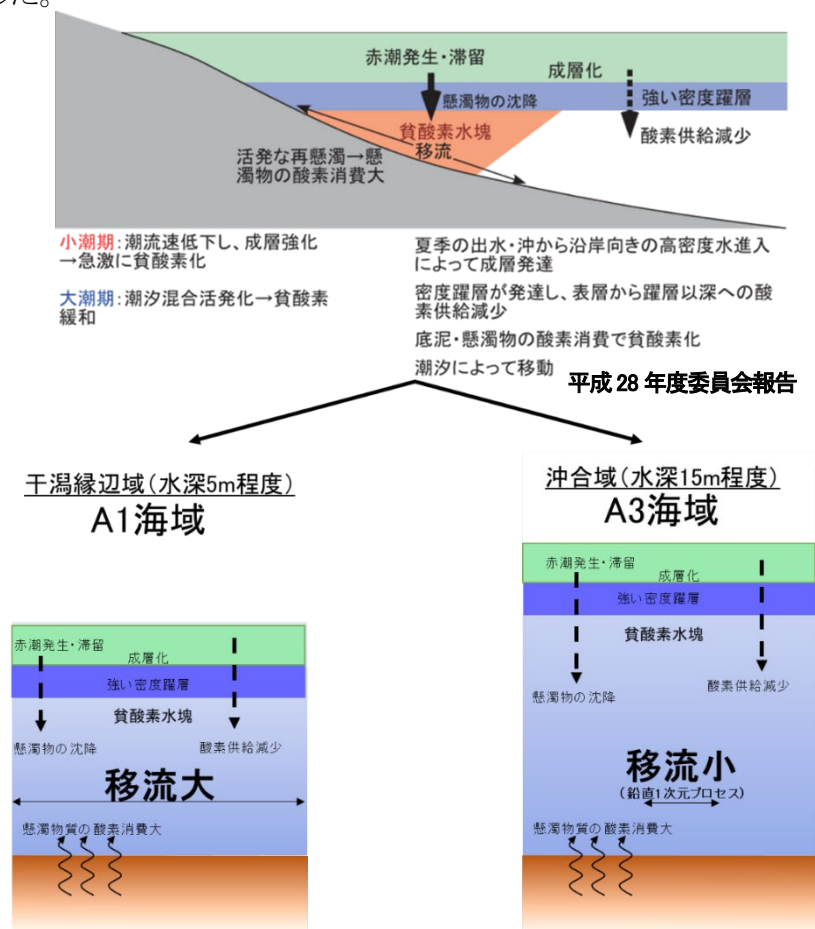 した。
赤潮発生・滞留
成層化
懸濁物の沈降
強い密度躍層
貧酸素水塊
酸素供給減少
移流
活発な再懸濁→懸
濁物の酸素消費大
小潮期:潮流速低下し、成層強化
→急激に貧酸素化
大潮期:潮汐混合活発化→貧酸素
緩和
夏季の出水・沖から沿岸向きの高密度水進入
によって成層発達
密度躍層が発達し、表層から躍層以深への酸
素供給減少
底泥・懸濁物の酸素消費で貧酸素化
潮汐によって移動
平成 28 年度委員会報告
干潟縁辺域(水深5m程度)
A1海域
赤潮発生・滞留
成層化
強い密度躍層
貧酸素水塊
懸濁物の沈降
酸素供給減少
移流大
懸濁物質の酸素消費大
沖合域(水深15m程度)
A3海域
赤潮発生・滞留
成層化
強い密度躍層
貧酸素水塊
酸素供給減少
懸濁物の沈降
移流小
(鉛直1次元プロセス)
懸濁物質の酸素消費大